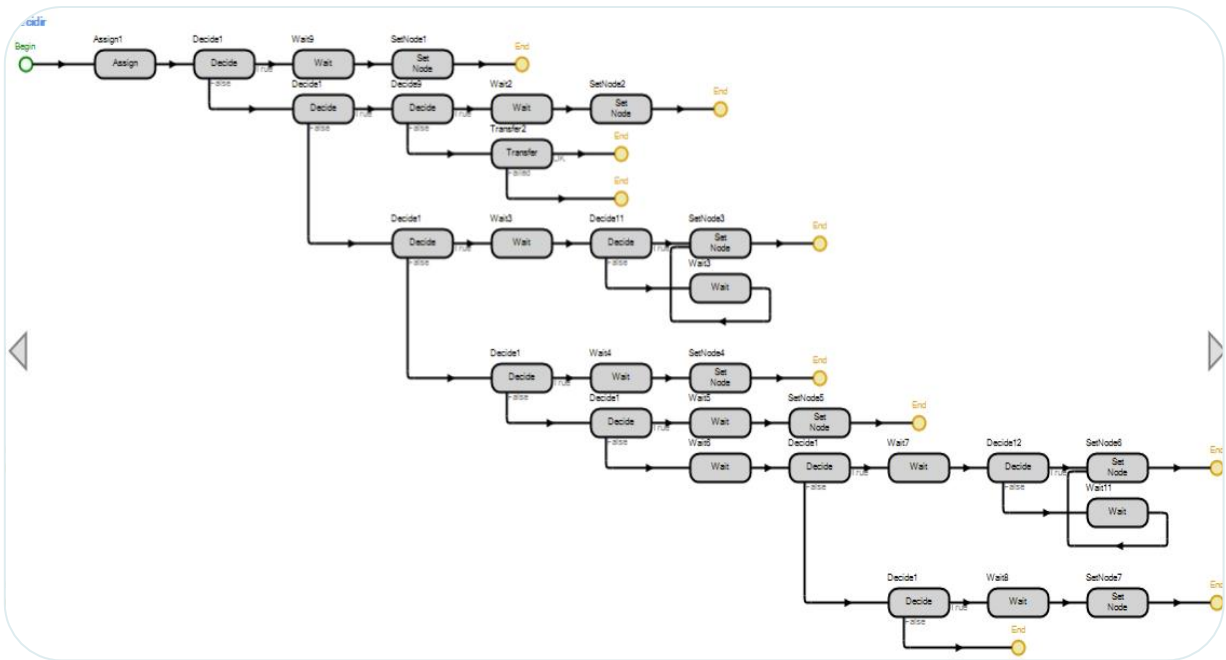 cidir
Begin
Assign1
Assign
Decide1
Decide
True
False
Wait9
Wait
SetNode1
Set
Node
End
Decide1
Decide
True
False
Decide9
Decide
True
False
Wait2
Wait
SetNode2
Set
Node
End
Transfer2
Transfer
OK
Failed
End
End
Decide1
Decide
True
False
Wait3
Wait
Decide11
Decide
True
False
SetNode3
Set
Node
End
Wait3
Wait
Decide1
Decide
True
False
Wait4
Wait
SetNode4
Set
Node
End
Decide1
Decide
True
False
Wait5
Wait
SetNode5
Set
Node
End
Wait6
Wait
Decide1
Decide
True
False
Wait7
Wait
Decide12
Decide
True
False
SetNode6
Set
Node
End
Wait11
Wait
Decide1
Decide
True
False
Wait8
Wait
SetNode7
Set
Node
End
End